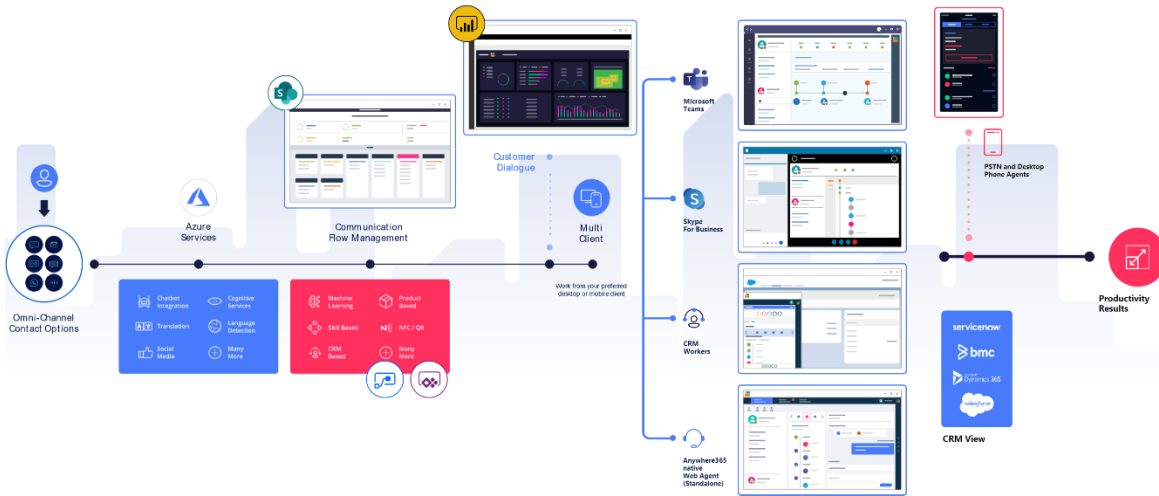 Omni-Channel
Contact Options
Azure
Services
Chatbot
Integration
Cognitive
Services
Translation
Language
Detection
Social
Media
Many
More
Communication
Flow Management
Machine
Learning
Product
Based
Skill Based
NFC / QR
CRM
Based
Many
More
Customer
Dialogue
Multi
Client
Work from your preferred
desktop or mobile client
Microsoft
Teams
Skype
For Business
CRM
Workers
Anywhere365
native
Web Agent
(Standalone)
PSTN and Desktop
Phone Agents
Productivity
Results
servicenow
bmc
Dynamics 365
salesforce
CRM View